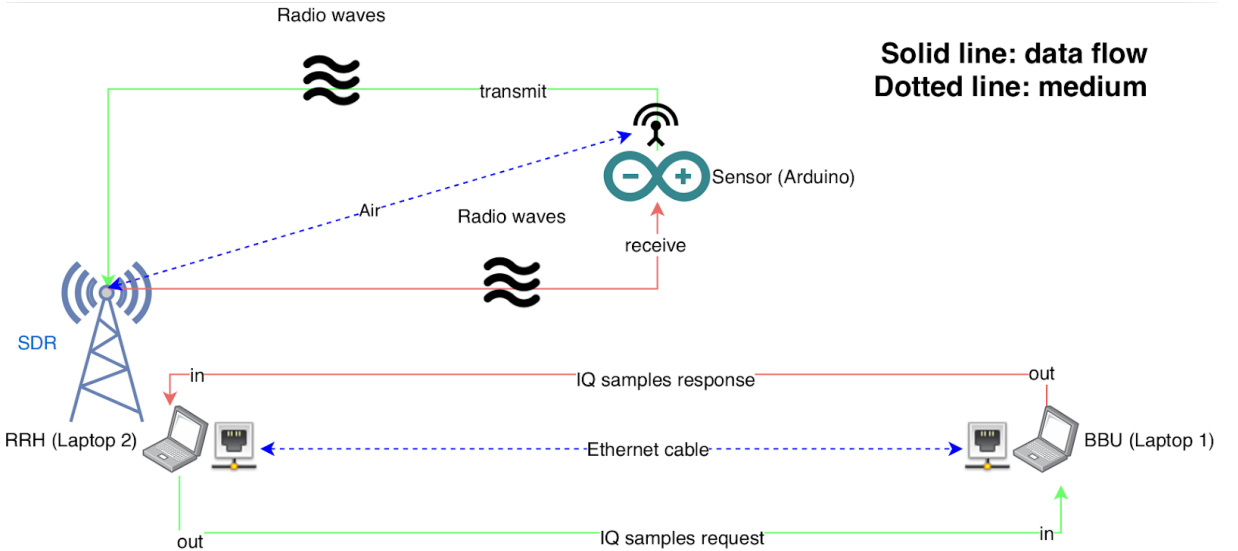 Radio waves
Solid line: data flow
Dotted line: medium
transmit
Sensor (Arduino)
Air
Radio waves
receive
SDR
in
IQ samples response
out
RRH (Laptop 2)
Ethernet cable
BBU (Laptop 1)
out
IQ samples request
in